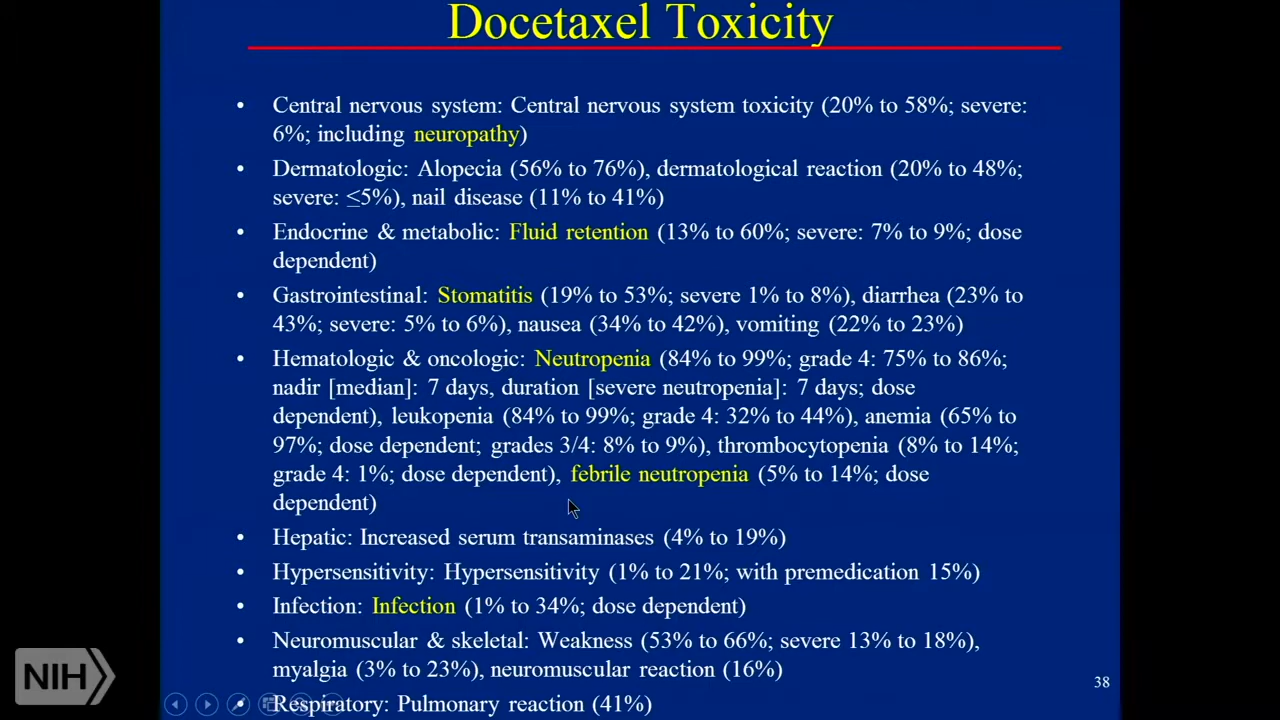 Docetaxel Toxicity
• Central nervous system: Central nervous system toxicity (20% to 58%; severe:
6%; including neuropathy)
• Dermatologic: Alopecia (56% to 76%), dermatological reaction (20% to 48%;
severe: ≤5%), nail disease (11% to 41%)
• Endocrine & metabolic: Fluid retention (13% to 60%; severe: 7% to 9%; dose
dependent)
• Gastrointestinal: Stomatitis (19% to 53%; severe 1% to 8%), diarrhea (23% to
43%; severe: 5% to 6%), nausea (34% to 42%), vomiting (22% to 23%)
• Hematologic & oncologic: Neutropenia (84% to 99%; grade 4: 75% to 86%;
nadir [median]: 7 days, duration [severe neutropenia]: 7 days; dose
dependent), leukopenia (84% to 99%; grade 4: 32% to 44%), anemia (65% to
97%; dose dependent; grades 3/4: 8% to 9%), thrombocytopenia (8% to 14%;
grade 4: 1%; dose dependent), febrile neutropenia (5% to 14%; dose
dependent)
• Hepatic: Increased serum transaminases (4% to 19%)
• Hypersensitivity: Hypersensitivity (1% to 21%; with premedication 15%)
• Infection: Infection (1% to 34%; dose dependent)
• Neuromuscular & skeletal: Weakness (53% to 66%; severe 13% to 18%),
myalgia (3% to 23%), neuromuscular reaction (16%)
Respiratory: Pulmonary reaction (41%)
NIH
38